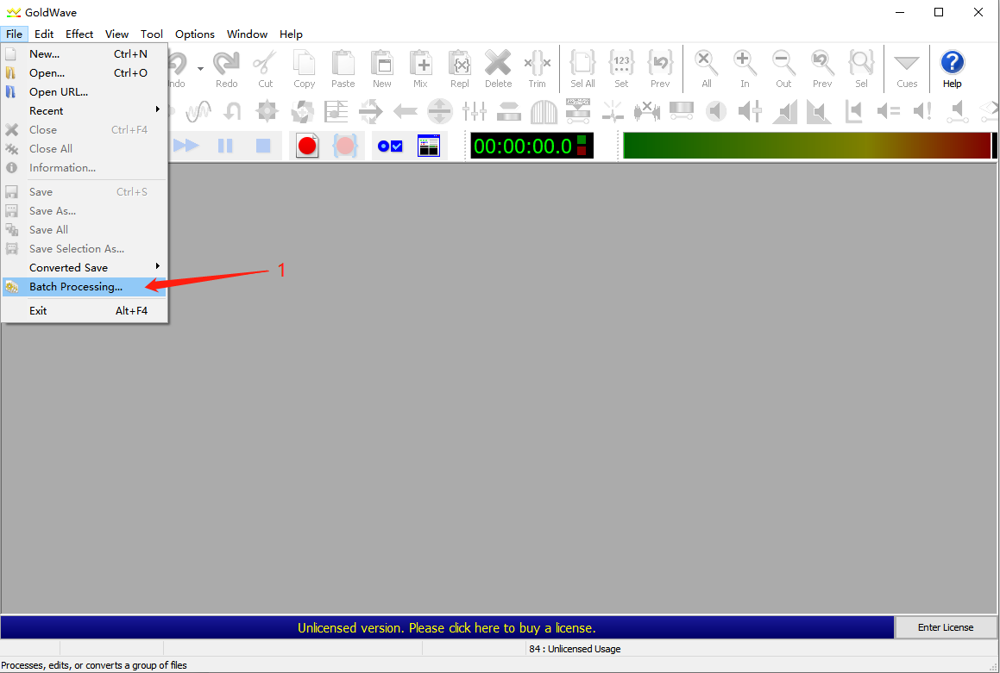 GoldWave
File Edit Effect View Tool Options Window Help
New... Ctrl+N
Open... Ctrl+O
Open URL...
Recent
Close Ctrl+F4
Close All
Information...
Save Ctrl+S
Save As...
Save All
Save Selection As...
Converted Save
Batch Processing...
Exit Alt+F4
1
ndo Redo Cut Copy Paste New Mix Repl Delete Trim Sel All Set Prev All In Out Prev Sel Cues Help
123
00:00:00.0
Unlicensed version. Please click here to buy a license.
Enter License
84 : Unlicensed Usage
Processes, edits, or converts a group of files